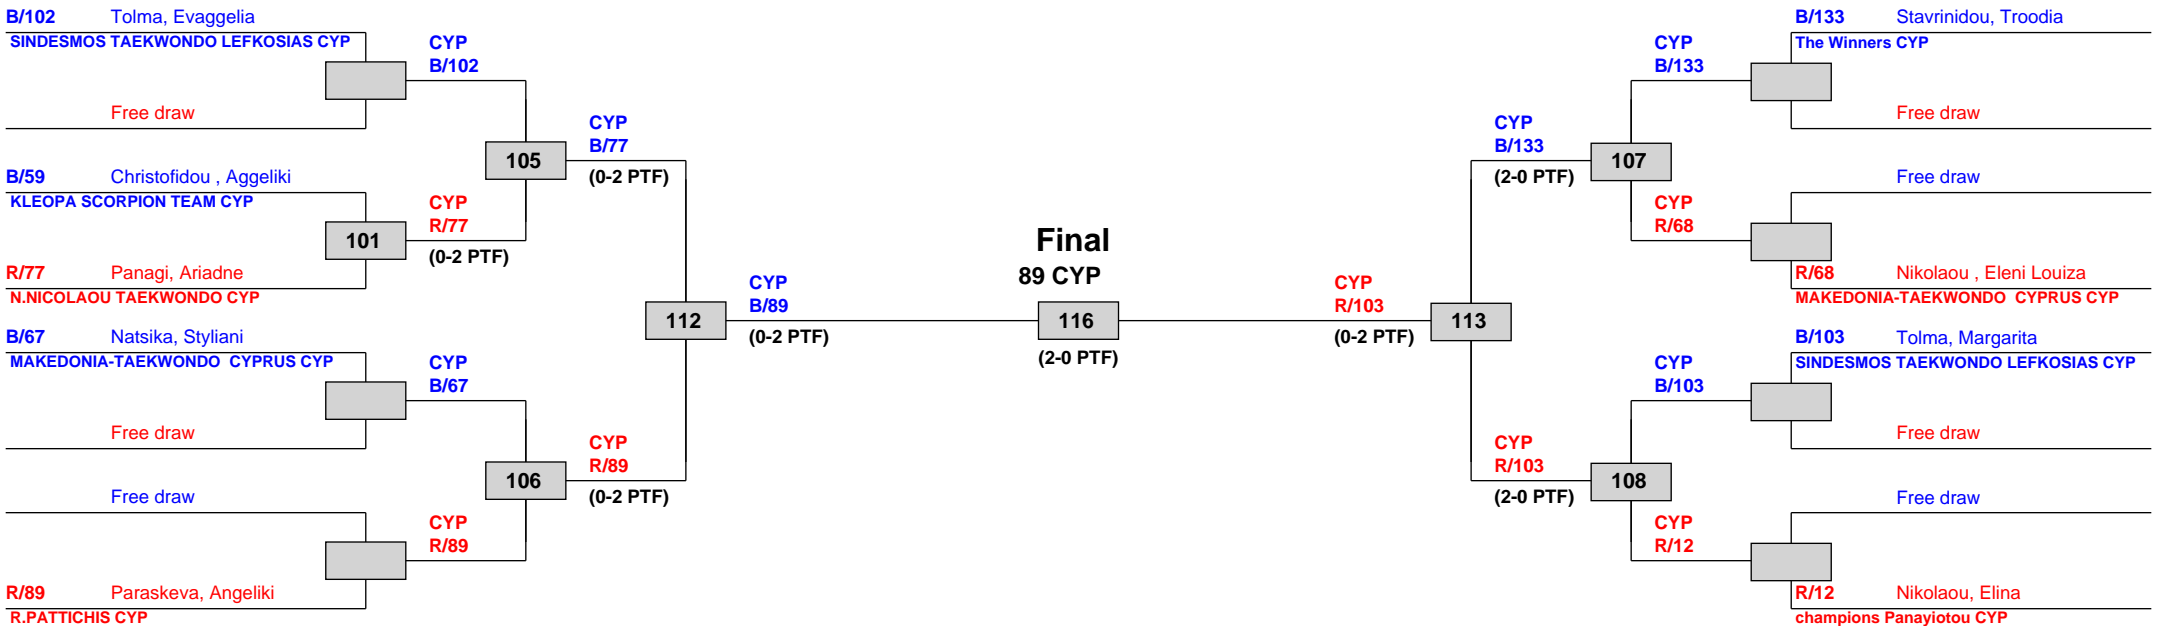 B/102 Tolma, Evaggelia
SINDESMOS TAEKWONDO LEFKOSIAS CYP
Free draw
B/59 Christofidou , Aggeliki
KLEOPA SCORPION TEAM CYP
R/77 Panagi, Ariadne
N.NICOLAOU TAEKWONDO CYP
B/67 Natsika, Styliani
MAKEDONIA-TAEKWONDO CYPRUS CYP
Free draw
Free draw
R/89 Paraskeva, Angeliki
R.PATTICHIS CYP
CYP
B/102
101
CYP
R/77
(0-2 PTF)
CYP
B/67
CYP
R/89
105
CYP
B/77
(0-2 PTF)
106
CYP
R/89
(0-2 PTF)
112
CYP
B/89
(0-2 PTF)
Final
89 CYP
116
(2-0 PTF)
CYP
R/103
(0-2 PTF)
113
CYP
B/133
(2-0 PTF)
107
CYP
R/103
(2-0 PTF)
108
CYP
B/133
CYP
R/68
CYP
B/103
CYP
R/12
B/133 Stavrinidou, Troodia
The Winners CYP
Free draw
Free draw
R/68 Nikolaou , Eleni Louiza
MAKEDONIA-TAEKWONDO CYPRUS CYP
B/103 Tolma, Margarita
SINDESMOS TAEKWONDO LEFKOSIAS CYP
Free draw
Free draw
R/12 Nikolaou, Elina
champions Panayiotou CYP